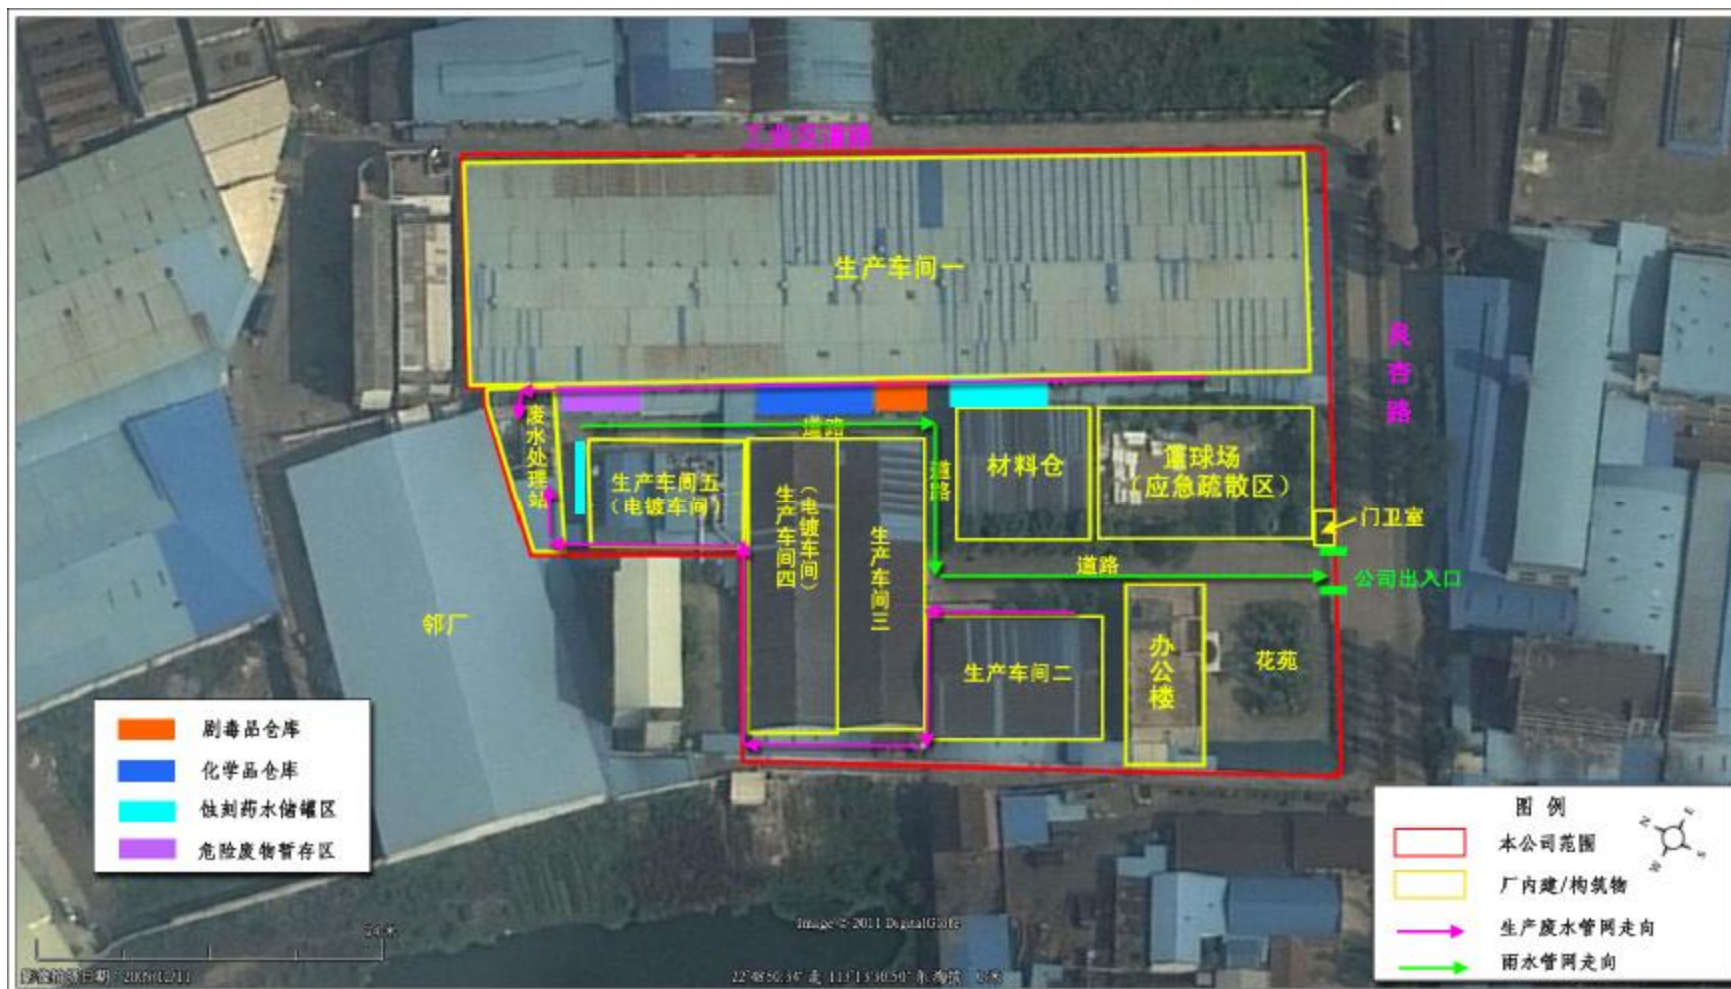 工业区道路
生产车间一
良杏路
废水处理站
道路
道路
材料仓
篮球场
（应急疏散区）
生产车间五
（电镀车间）
生产车间四
（电镀车间）
生产车间三
门卫室
道路
公司出入口
邻厂
生产车间二
办公楼
花苑
剧毒品仓库
化学品仓库
蚀刻药水储罐区
危险废物暂存区
图 例
N
E
W
S
本公司范围
厂内建/构筑物
生产废水管网走向
雨水管网走向
Image © 2011 DigitalGlobe